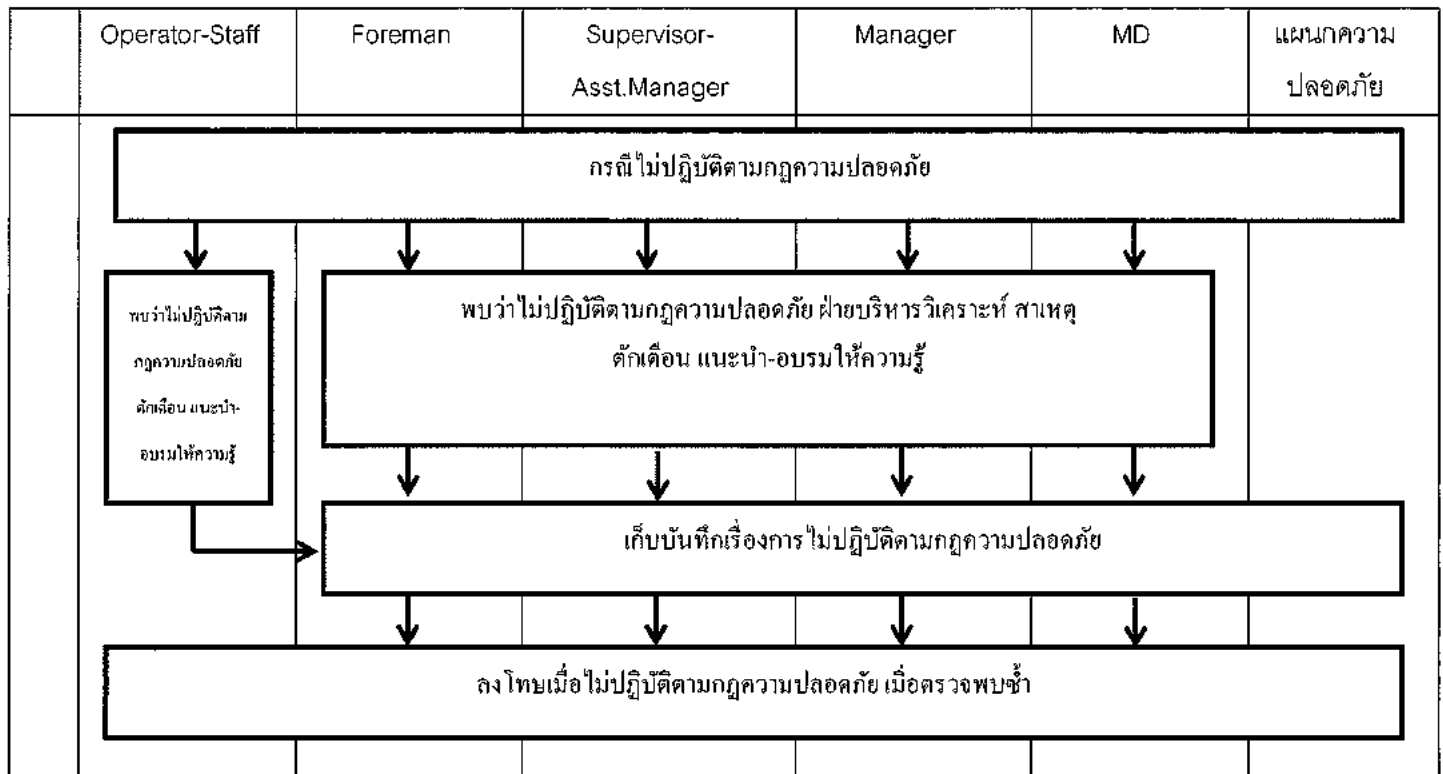 Operator-Staff
Foreman
Supervisor-
Asst.Manager
Manager
MD
แผนกความ
ปลอดภัย
กรณีไม่ปฏิบัติตามกฎความปลอดภัย
พบว่าไม่ปฏิบัติตาม
กฎความปลอดภัย
ตักเตือน แนะนำ-
อบรมให้ความรู้
พบว่าไม่ปฏิบัติตามกฎความปลอดภัย ฝ่ายบริหารวิเคราะห์ สาเหตุ
ตักเตือน แนะนำ-อบรมให้ความรู้
เก็บบันทึกเรื่องการไม่ปฏิบัติตามกฎความปลอดภัย
ลงโทษเมื่อไม่ปฏิบัติตามกฎความปลอดภัย เมื่อตรวจพบซ้ำ